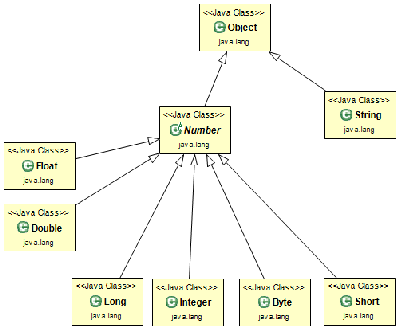 <<Java Class>>
Object
java.lang
<<Java Class>>
String
java.lang
<<Java Class>>
Number
java.lang
<<Java Class>>
Float
java.lang
<<Java Class>>
Double
java.lang
<<Java Class>>
Long
java.lang
<<Java Class>>
Integer
java.lang
<<Java Class>>
Byte
java.lang
<<Java Class>>
Short
java.lang